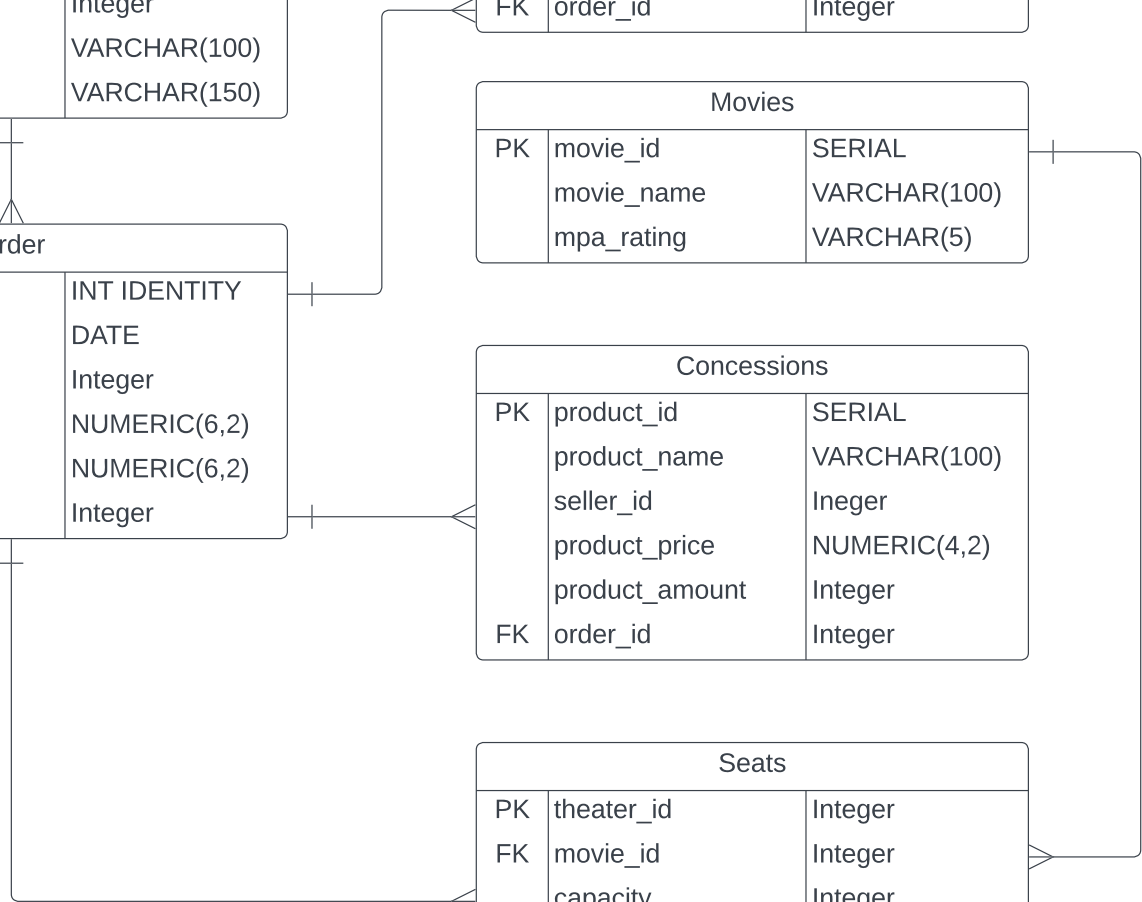 Integer
VARCHAR(100)
VARCHAR(150)
rder
INT IDENTITY
DATE
Integer
NUMERIC(6,2)
NUMERIC(6,2)
Integer
FK order_id Integer
Movies
PK movie_id SERIAL
movie_name VARCHAR(100)
mpa_rating VARCHAR(5)
Concessions
PK product_id SERIAL
product_name VARCHAR(100)
seller_id Ineger
product_price NUMERIC(4,2)
product_amount Integer
FK order_id Integer
Seats
PK theater_id Integer
FK movie_id Integer
capacity Integer